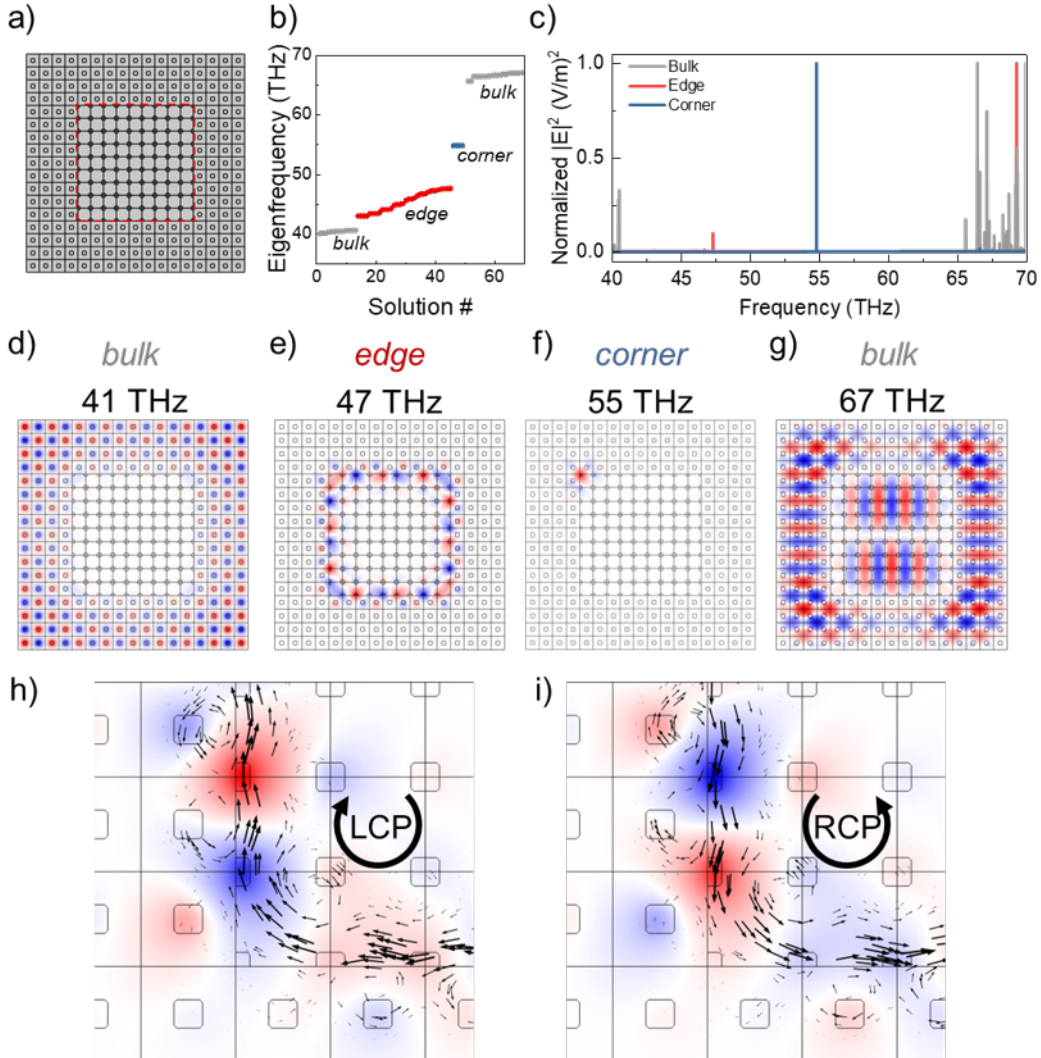 a)
b)
Eigenfrequency (THz)
70
60
50
40
bulk
corner
edge
bulk
0 20 40 60
Solution #
c)
Normalized |E|² (V/m)²
1.0
0.5
0.0
Bulk
Edge
Corner
40 45 50 55 60 65 70
Frequency (THz)
d)
bulk
41 THz
e)
edge
47 THz
f)
corner
55 THz
g)
bulk
67 THz
h)
LCP
i)
RCP